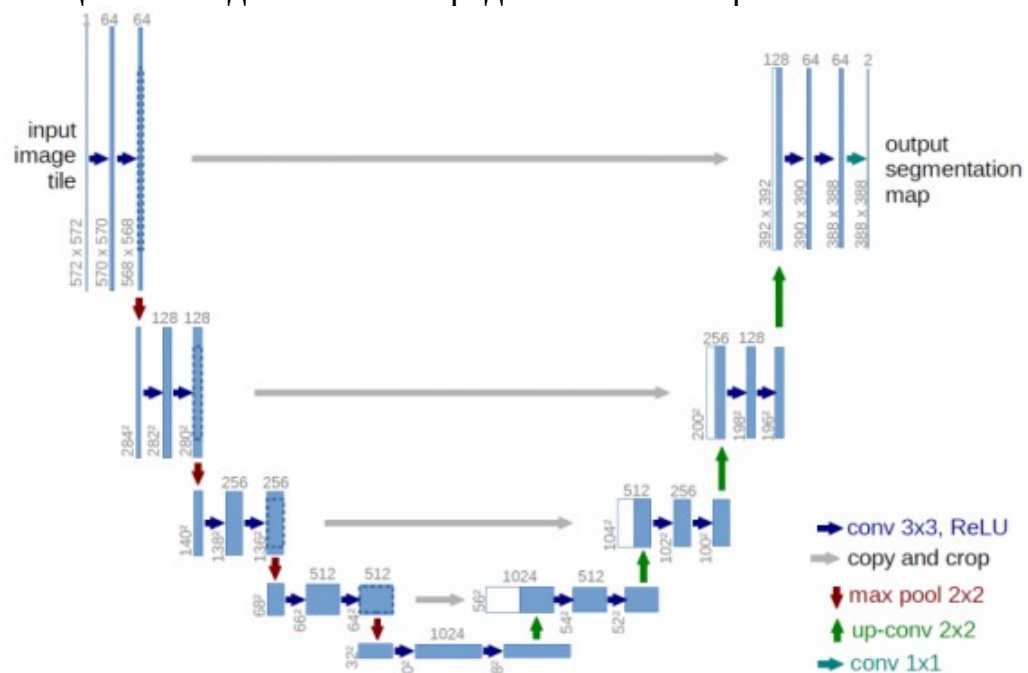 input
image
tile
1 64 64
572 x 572
570 x 570
568 x 568
128 64 64 2
392 x 392
390 x 390
388 x 388
388 x 388
output
segmentation
map
128 128
284²
282²
280²
256 128
200²
198²
196²
256 256
140²
138²
136²
512 256
104²
102²
100²
512 512
68²
66²
64²
1024 512
56²
54²
52²
1024
32²
conv 3x3, ReLU
copy and crop
max pool 2x2
up-conv 2x2
conv 1x1